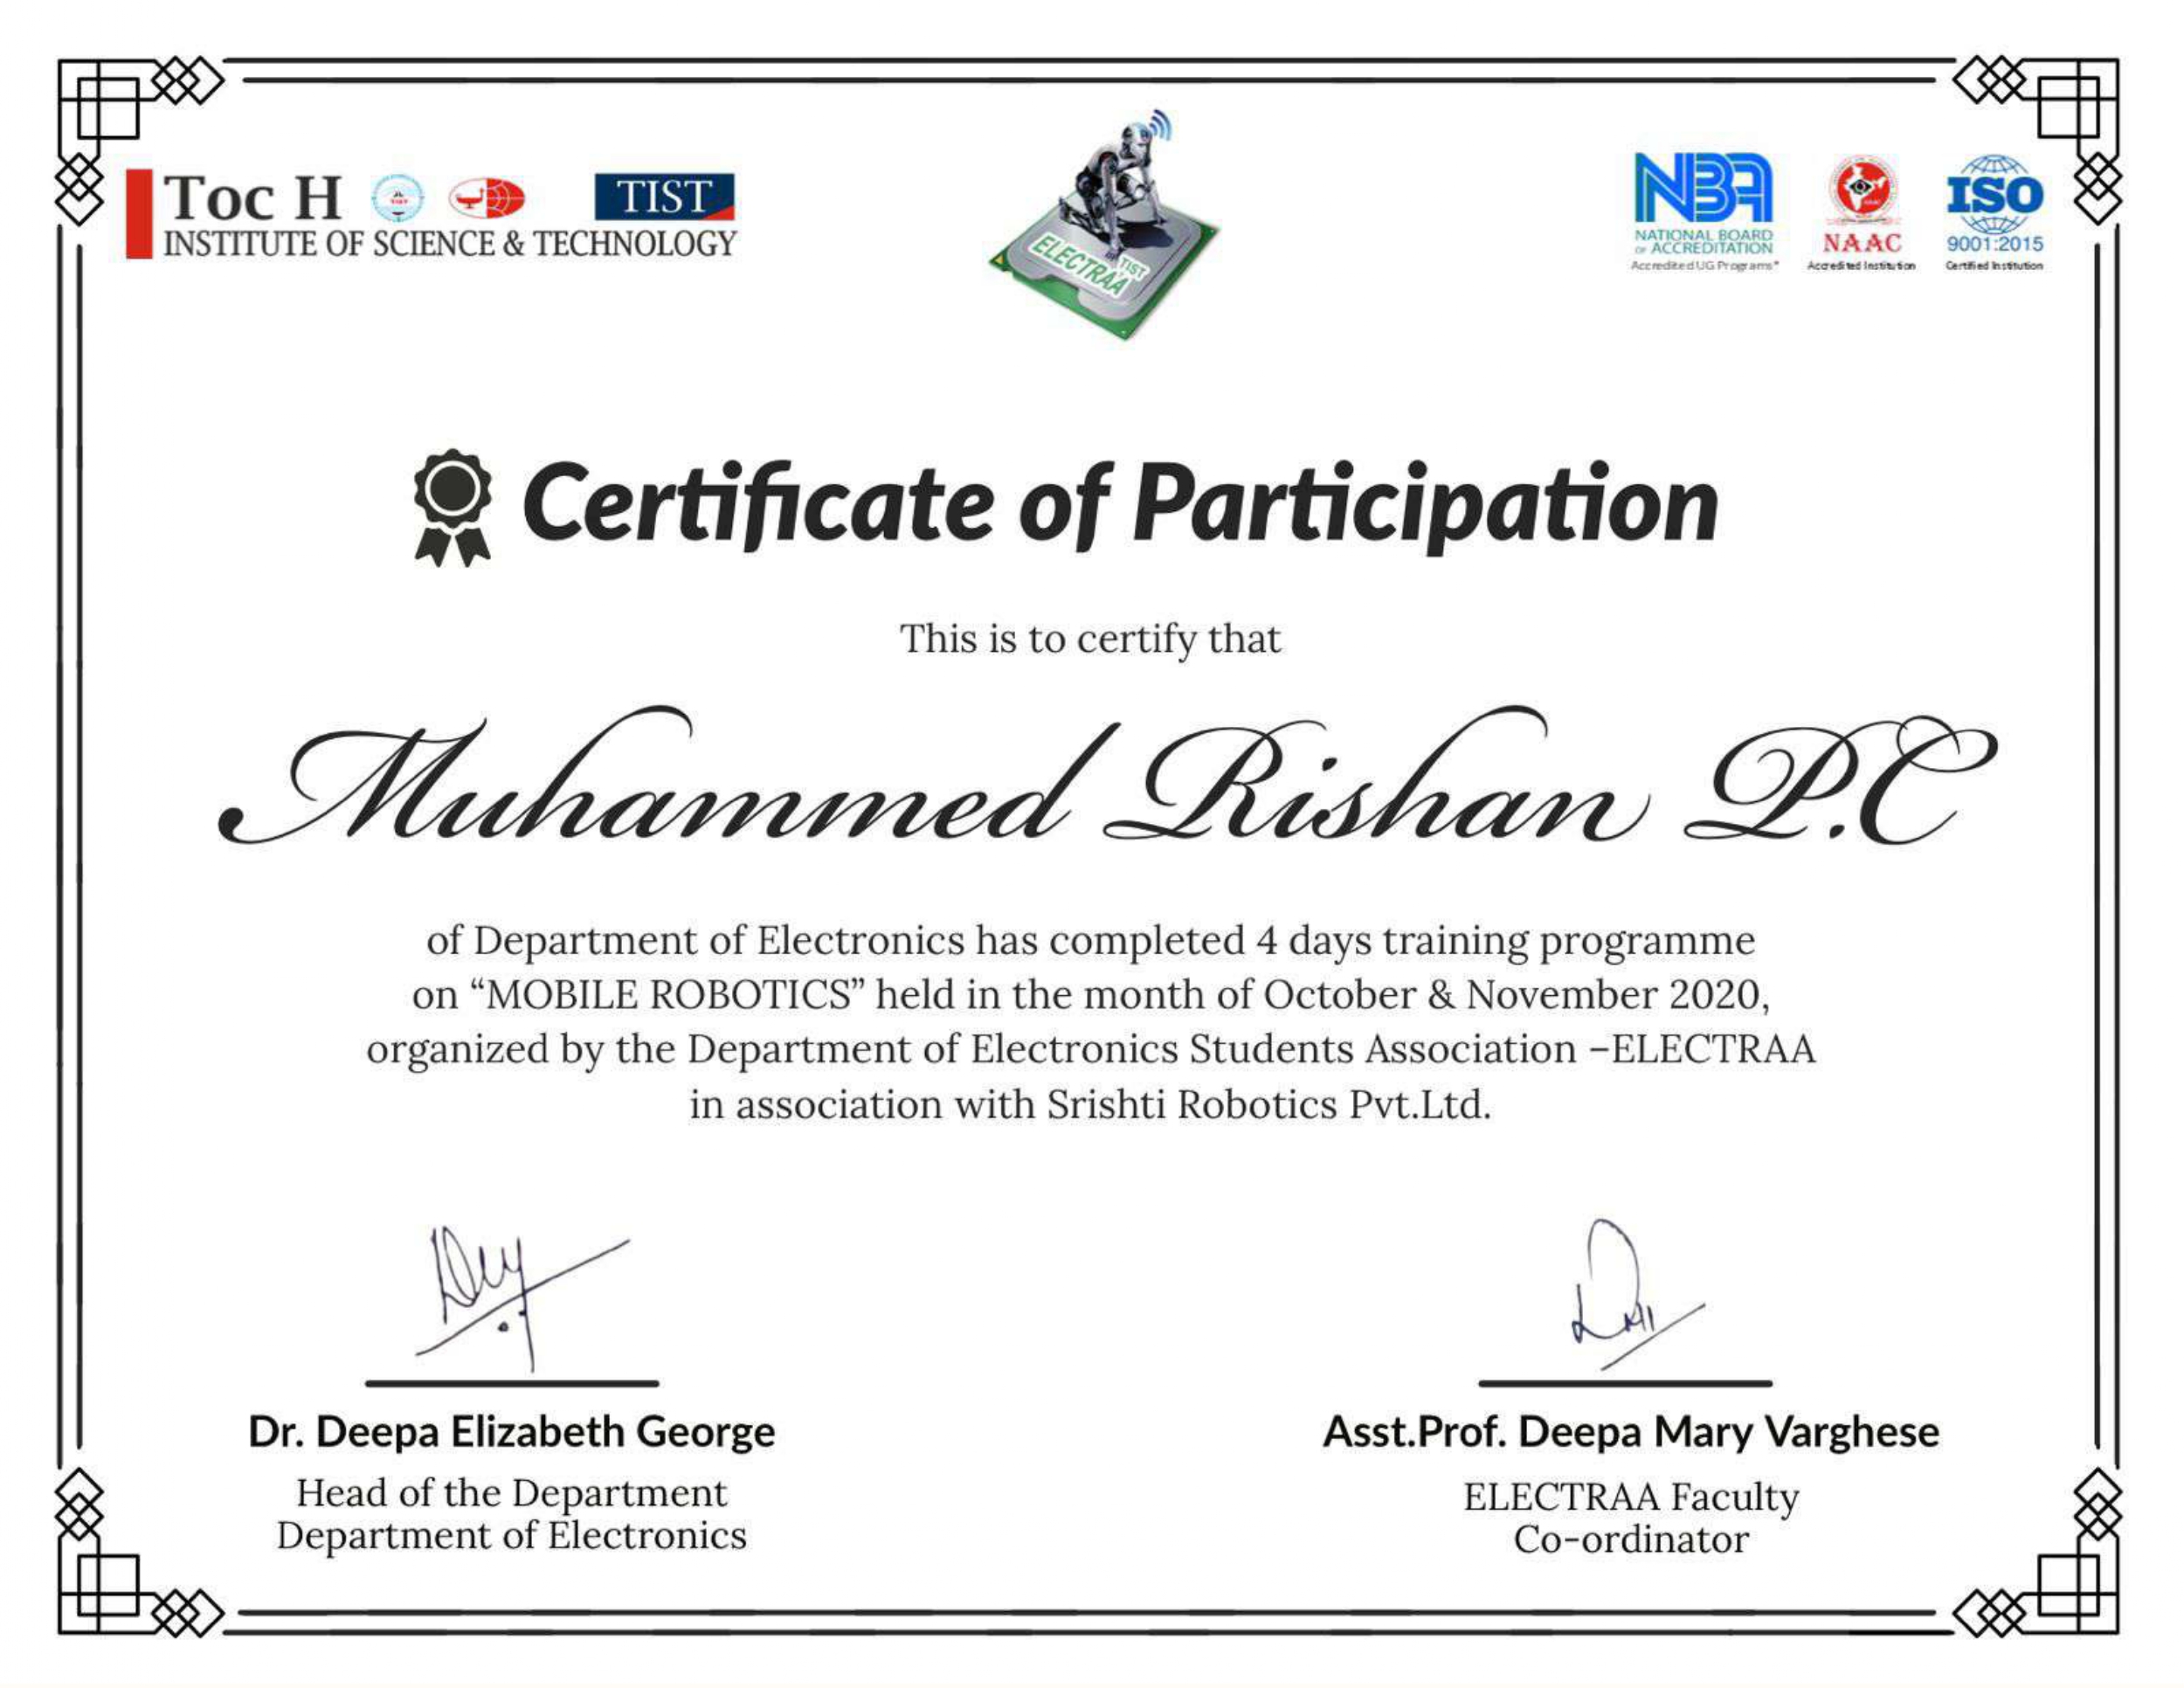 Toc H
TIST
INSTITUTE OF SCIENCE & TECHNOLOGY
ELECTRAA
TIST
NBA
NATIONAL BOARD
OF ACCREDITATION
Accredited UG Programs*
NAAC
Accredited Institution
ISO
9001:2015
Certified Institution
Certificate of Participation
This is to certify that
Muhammed Rishan P.C
of Department of Electronics has completed 4 days training programme
on “MOBILE ROBOTICS” held in the month of October & November 2020,
organized by the Department of Electronics Students Association –ELECTRAA
in association with Srishti Robotics Pvt.Ltd.
Dr. Deepa Elizabeth George
Head of the Department
Department of Electronics
Asst.Prof. Deepa Mary Varghese
ELECTRAA Faculty
Co-ordinator